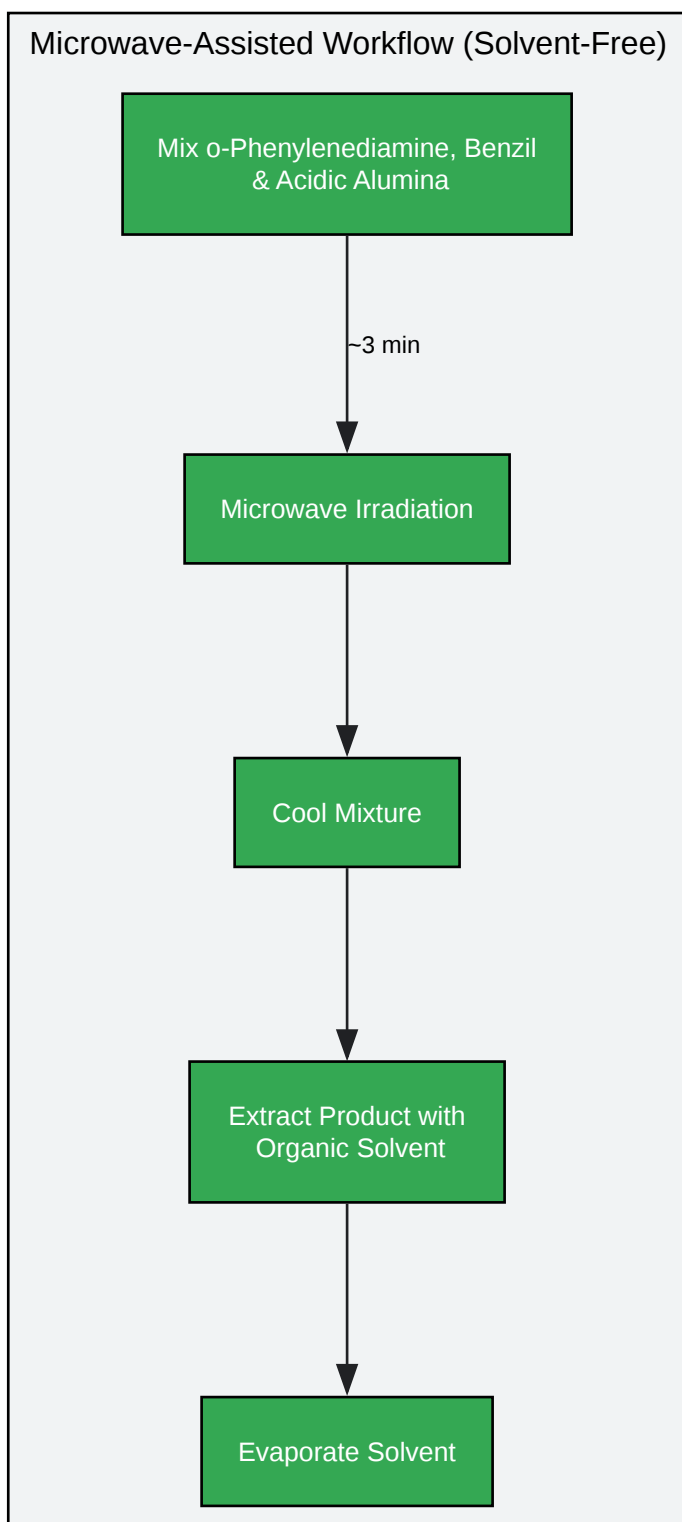 Microwave-Assisted Workflow (Solvent-Free)
Mix o-Phenylenediamine, Benzil
& Acidic Alumina
~3 min
Microwave Irradiation
Cool Mixture
Extract Product with
Organic Solvent
Evaporate Solvent